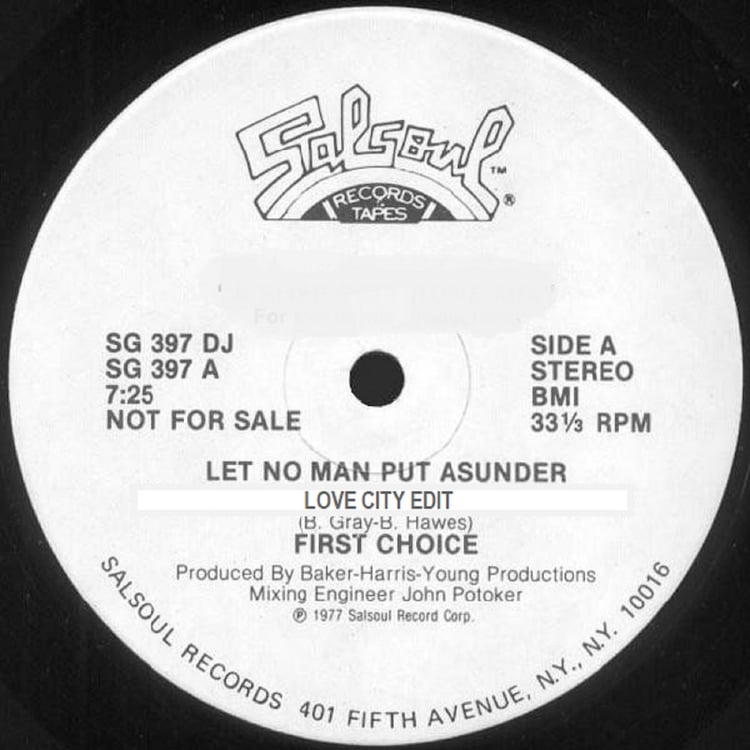 Salsoul ™
RECORDS & TAPES ®
For
SG 397 DJ
SG 397 A
7:25
NOT FOR SALE
SIDE A
STEREO
BMI
33⅓ RPM
LET NO MAN PUT ASUNDER
LOVE CITY EDIT
(B. Gray-B. Hawes)
FIRST CHOICE
Produced By Baker-Harris-Young Productions
Mixing Engineer John Potoker
℗ 1977 Salsoul Record Corp.
SALSOUL RECORDS 401 FIFTH AVENUE, N.Y., N.Y. 10016